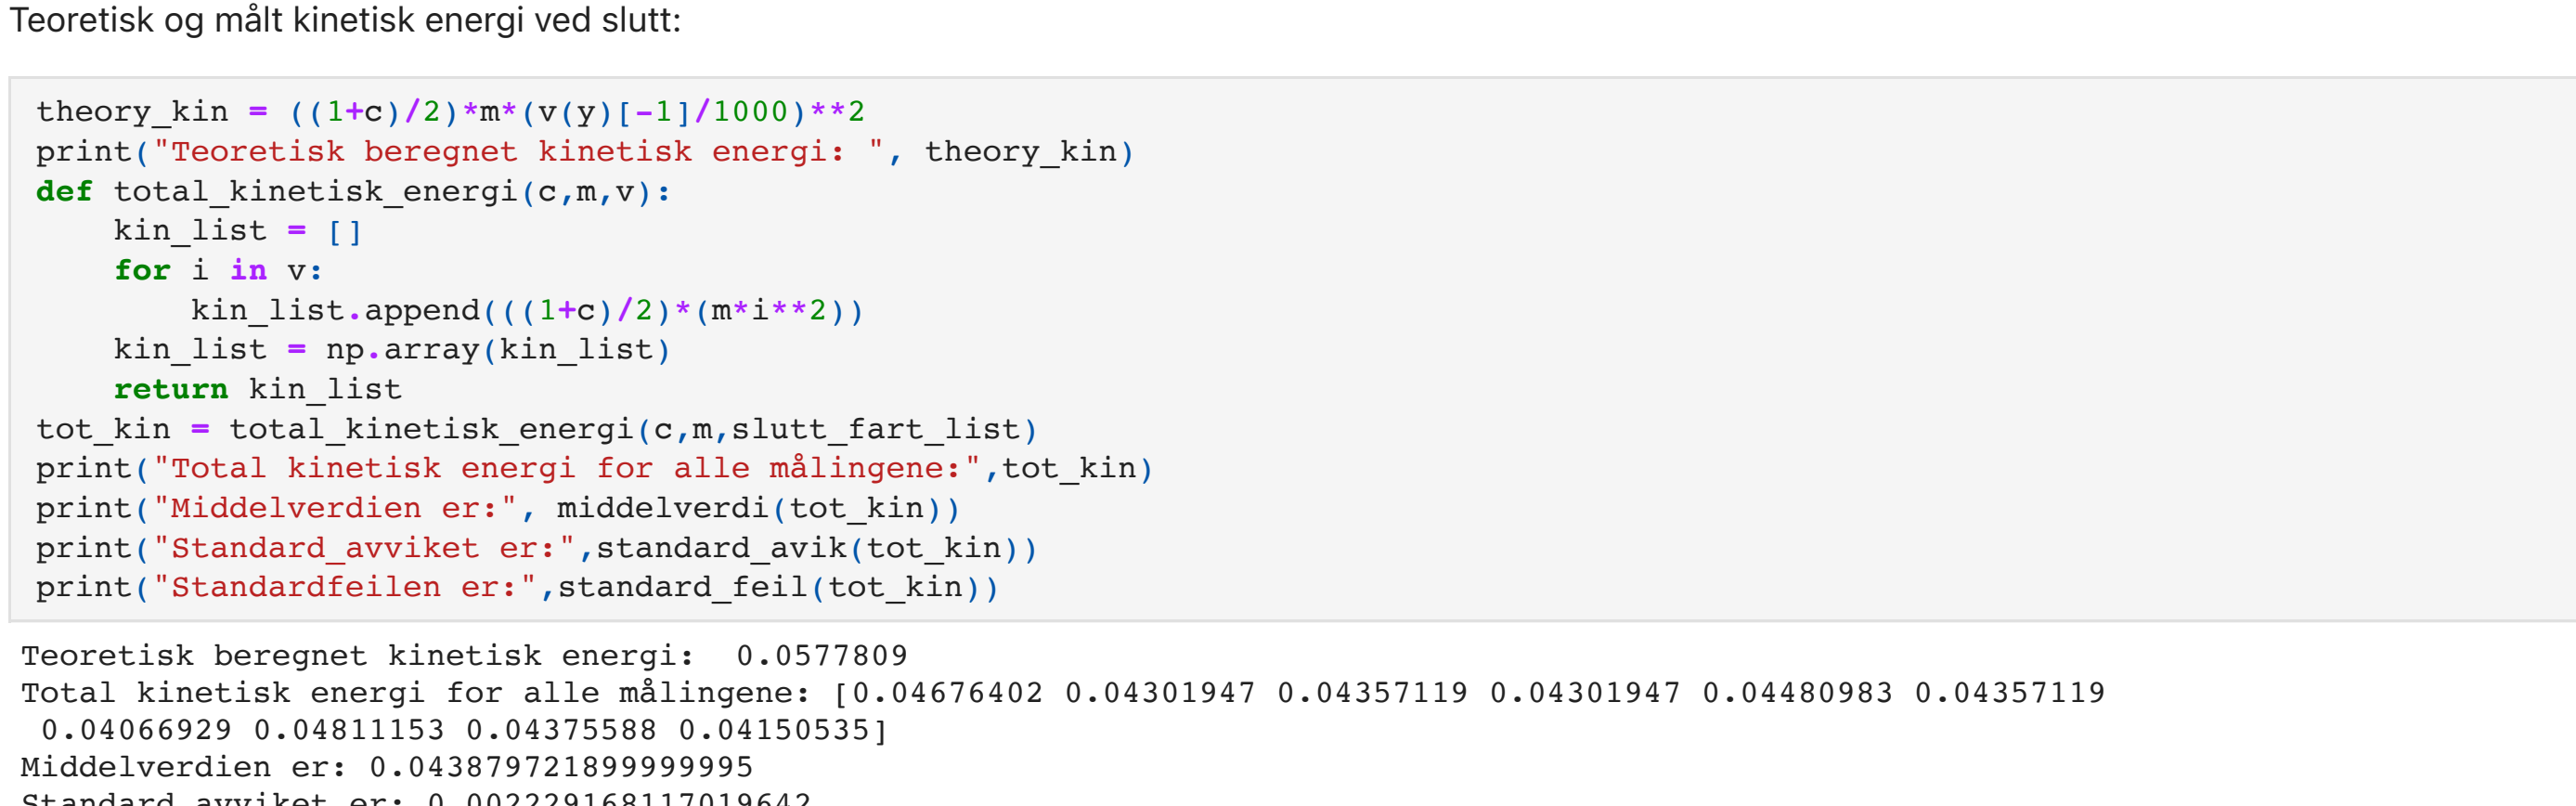 Teoretisk og målt kinetisk energi ved slutt:
theory_kin = ((1+c)/2)*m*(v(y)[-1]/1000)**2
print("Teoretisk beregnet kinetisk energi: ", theory_kin)
def total_kinetisk_energi(c,m,v):
    kin_list = []
    for i in v:
        kin_list.append(((1+c)/2)*(m*i**2))
    kin_list = np.array(kin_list)
    return kin_list
tot_kin = total_kinetisk_energi(c,m,slutt_fart_list)
print("Total kinetisk energi for alle målingene:",tot_kin)
print("Middelverdien er:", middelverdi(tot_kin))
print("Standard_avviket er:",standard_avik(tot_kin))
print("Standardfeilen er:",standard_feil(tot_kin))
Teoretisk beregnet kinetisk energi:  0.0577809
Total kinetisk energi for alle målingene: [0.04676402 0.04301947 0.04357119 0.04301947 0.04480983 0.04357119
 0.04066929 0.04811153 0.04375588 0.04150535]
Middelverdien er: 0.043879721899999995
Standard_avviket er: 0.002229168117019642